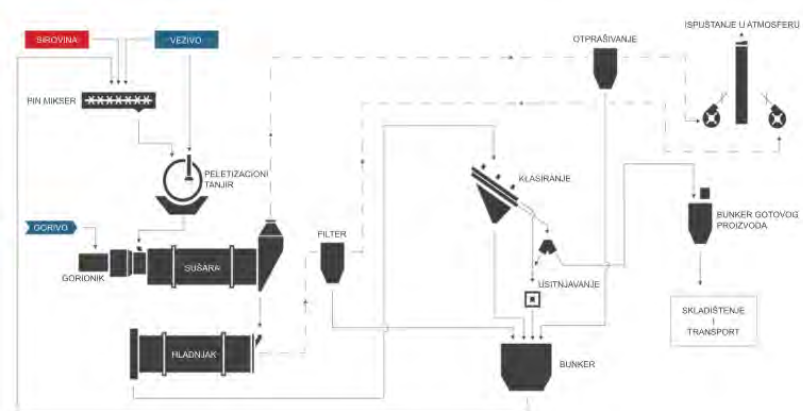 SIROVINA
VEZIVO
OTPRAŠIVANJE
ISPUŠTANJE U ATMOSFERU
PIN MIKSER
PELETIZACIONI
TANJIR
KLASIRANJE
GORIVO
FILTER
BUNKER GOTOVOG
PROIZVODA
GORIONIK
SUŠARA
USITNJAVANJE
SKLADIŠTENJE
I
TRANSPORT
HLADNJAK
BUNKER